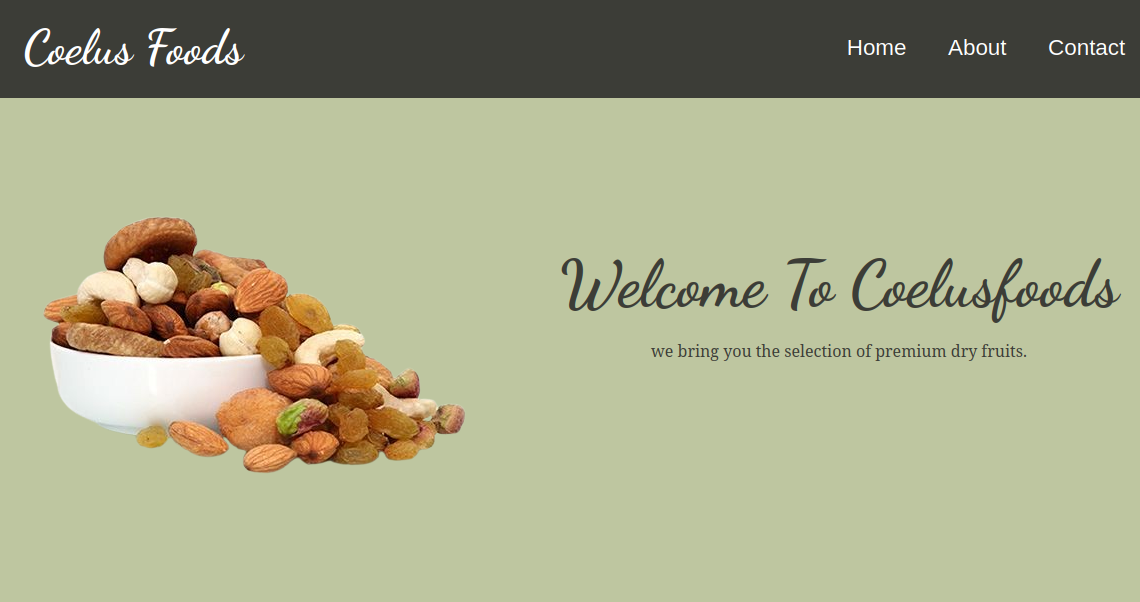 Coelus Foods
Home About Contact
Welcome To Coelusfoods
we bring you the selection of premium dry fruits.